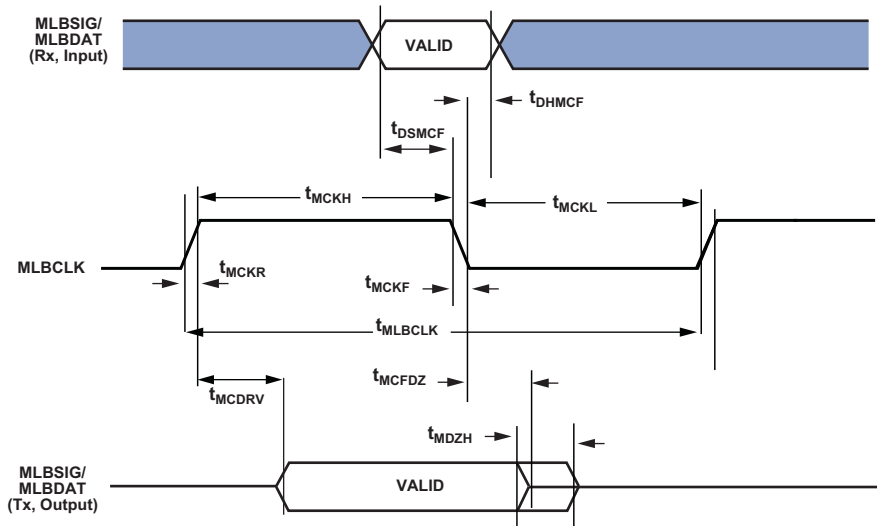 MLBSIG/
MLBDAT
(Rx, Input)
VALID
tDHMCF
tDSMCF
tMCKH
tMCKL
MLBCLK
tMCKR
tMCKF
tMLBCLK
tMCFDZ
tMCDRV
tMDZH
MLBSIG/
MLBDAT
(Tx, Output)
VALID